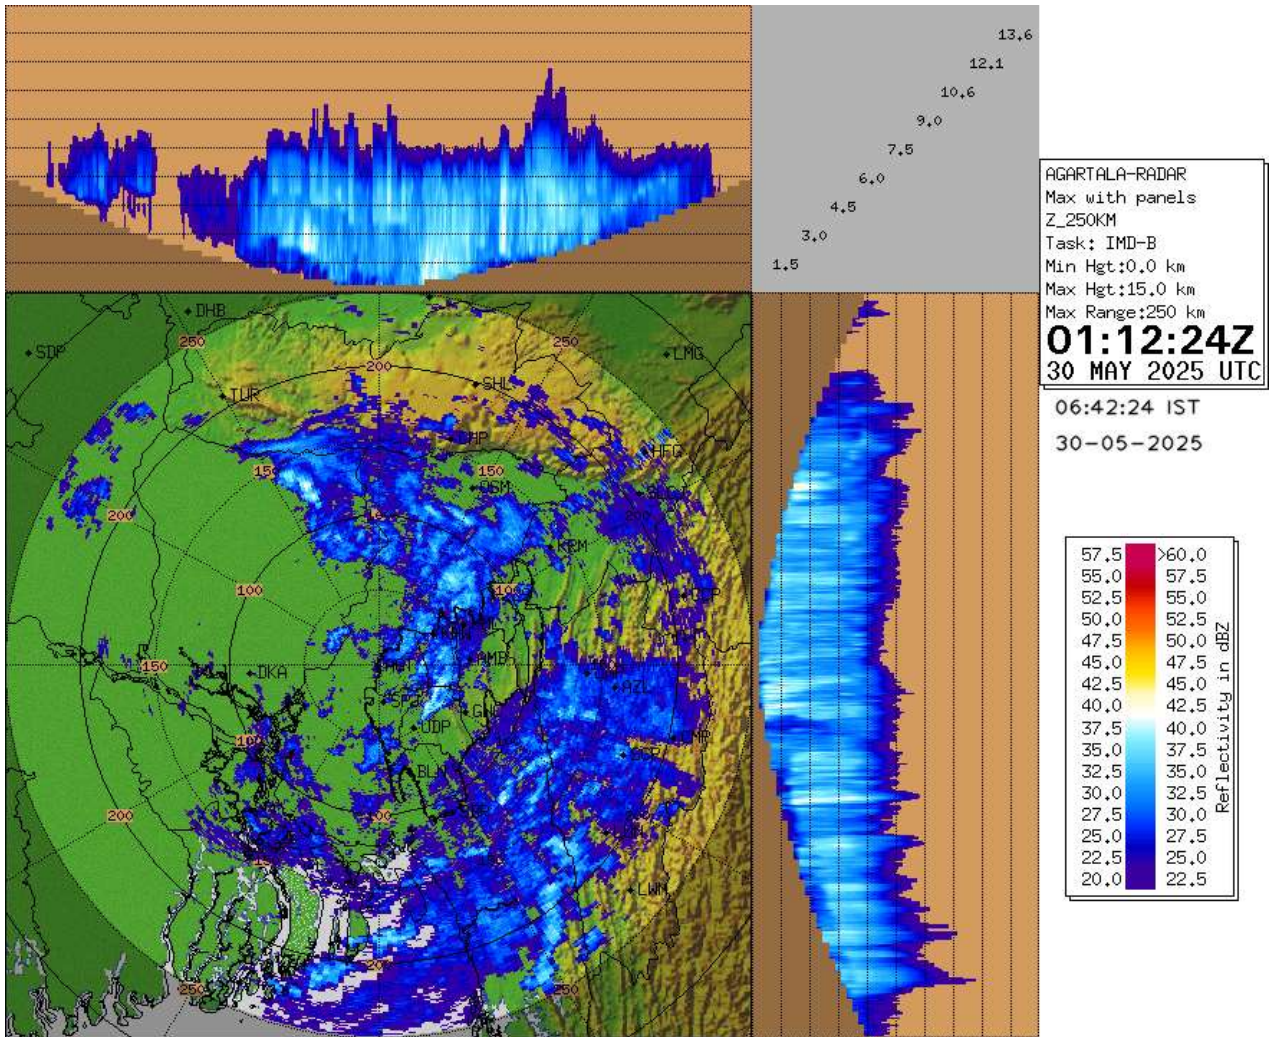 13.6
12.1
10.6
9.0
7.5
6.0
4.5
3.0
1.5
AGARTALA-RADAR
Max with panels
Z_250KM
Task: IMD-B
Min Hgt:0.0 km
Max Hgt:15.0 km
Max Range:250 km
01:12:24Z
30 MAY 2025 UTC
06:42:24 IST
30-05-2025
57.5 >60.0
55.0 57.5
52.5 55.0
50.0 52.5
47.5 50.0
45.0 47.5
42.5 45.0
40.0 42.5
37.5 40.0
35.0 37.5
32.5 35.0
30.0 32.5
27.5 30.0
25.0 27.5
22.5 25.0
20.0 22.5
Reflectivity in dBZ
DHB
SDP
250
250
LMG
200
TUR
SHL
150
150
200
KRM
100
100
150
DKA
AMB
AZL
UDP
100
BLN
200
LWN
250
250